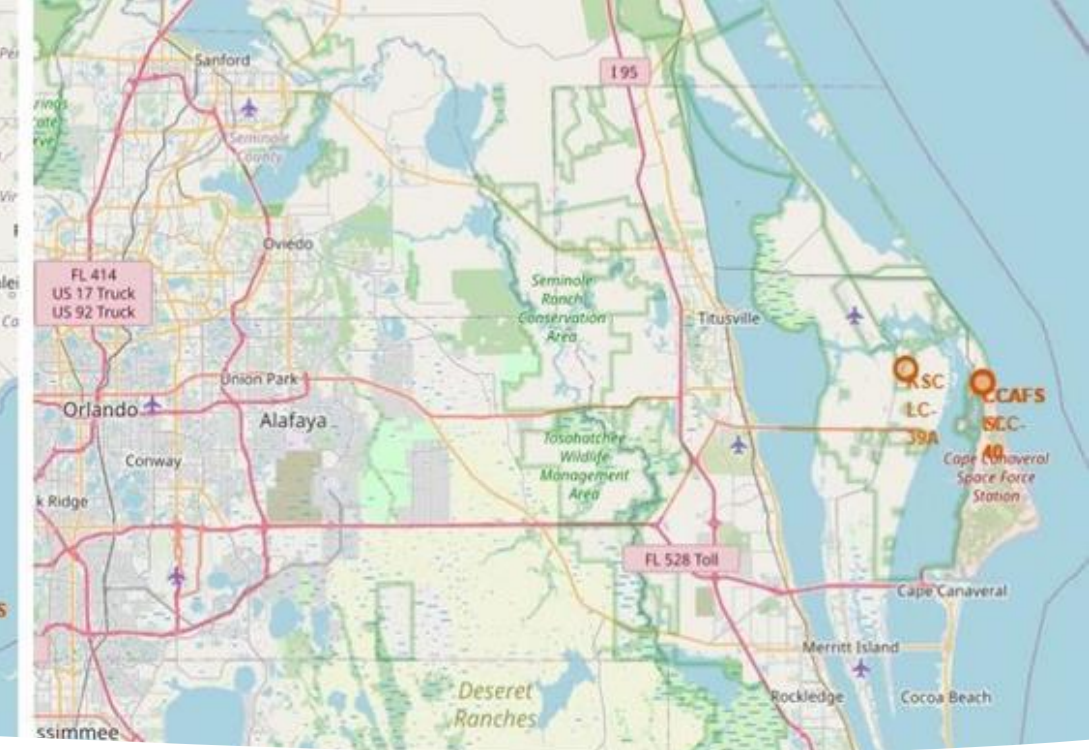 Sanford
I 95
Seminole
County
Oviedo
FL 414
US 17 Truck
US 92 Truck
Seminole
Ranch
Conservation
Area
Titusville
Union Park
Orlando
Alafaya
KSC
LC-
39A
CCAFS
SLC-
40
Conway
Tosohatchee
Wildlife
Management
Area
Cape Canaveral
Space Force
Station
k Ridge
FL 528 Toll
Cape Canaveral
Merritt Island
Deseret
Ranches
Rockledge
Cocoa Beach
ssimmee